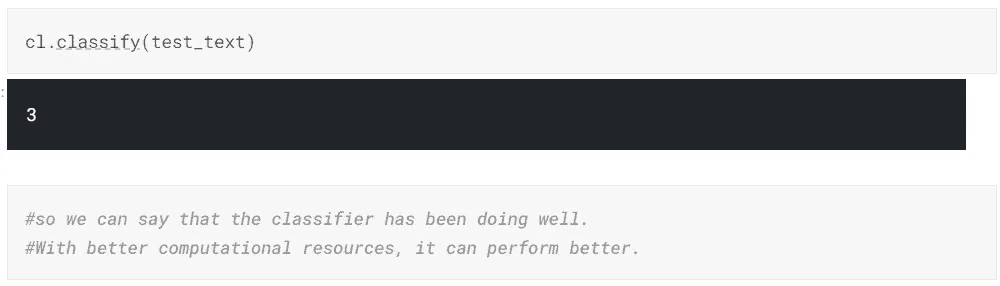 cl.classify(test_text)
:
3
#so we can say that the classifier has been doing well.
#With better computational resources, it can perform better.